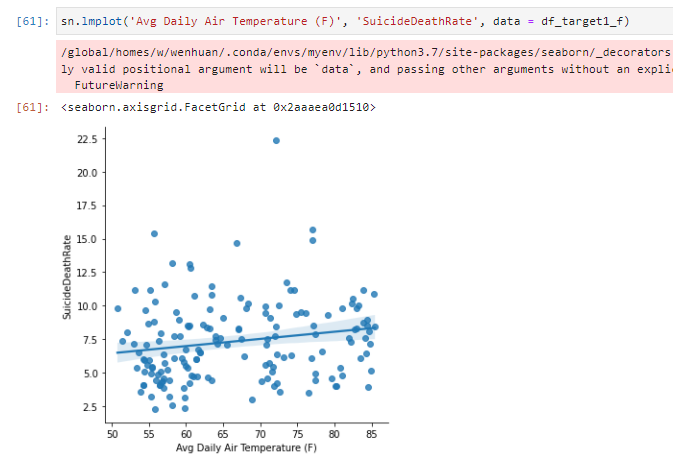 [61]: sn.lmplot('Avg Daily Air Temperature (F)', 'SuicideDeathRate', data = df_target1_f)
/global/homes/w/wenhuan/.conda/envs/myenv/lib/python3.7/site-packages/seaborn/_decorators
ly valid positional argument will be `data`, and passing other arguments without an expli
FutureWarning
[61]: <seaborn.axisgrid.FacetGrid at 0x2aaaea0d1510>
22.5
20.0
17.5
15.0
12.5
10.0
7.5
5.0
2.5
SuicideDeathRate
50 55 60 65 70 75 80 85
Avg Daily Air Temperature (F)